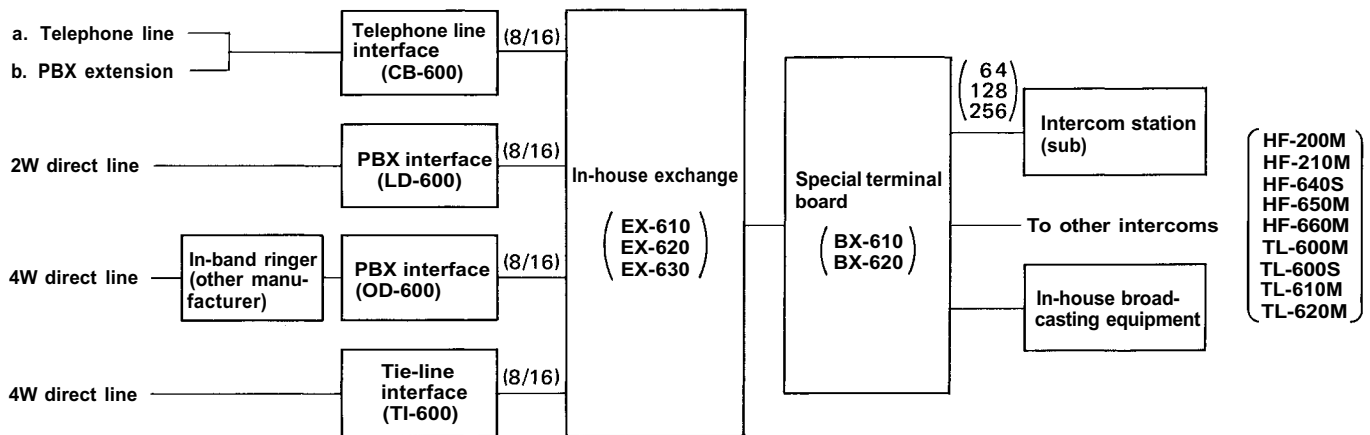 a. Telephone line
b. PBX extension
Telephone line
interface
(CB-600)
(8/16)
2W direct line
PBX interface
(LD-600)
(8/16)
4W direct line
In-band ringer
(other manu-
facturer)
PBX interface
(OD-600)
(8/16)
4W direct line
Tie-line
interface
(TI-600)
(8/16)
In-house exchange
(EX-610
EX-620
EX-630)
Special terminal
board
(BX-610
BX-620)
(64
128
256)
Intercom station
(sub)
To other intercoms
In-house broad-
casting equipment
(HF-200M
HF-210M
HF-640S
HF-650M
HF-660M
TL-600M
TL-600S
TL-610M
TL-620M)